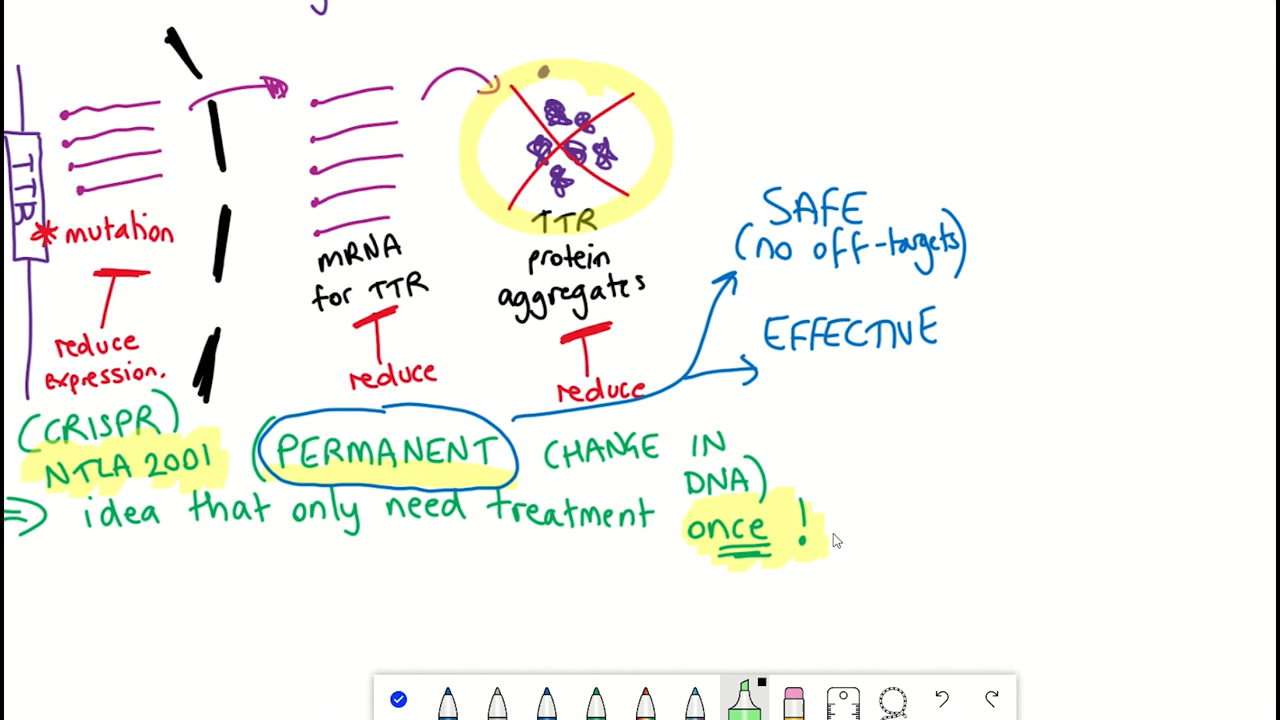 TTR
* mutation
reduce
expression.
mRNA
for TTR
reduce
TTR
protein
aggregates
reduce
SAFE
(no off-targets)
EFFECTIVE
(CRISPR)
NTLA 2001
(PERMANENT CHANGE IN
DNA)
⇒ idea that only need treatment once!